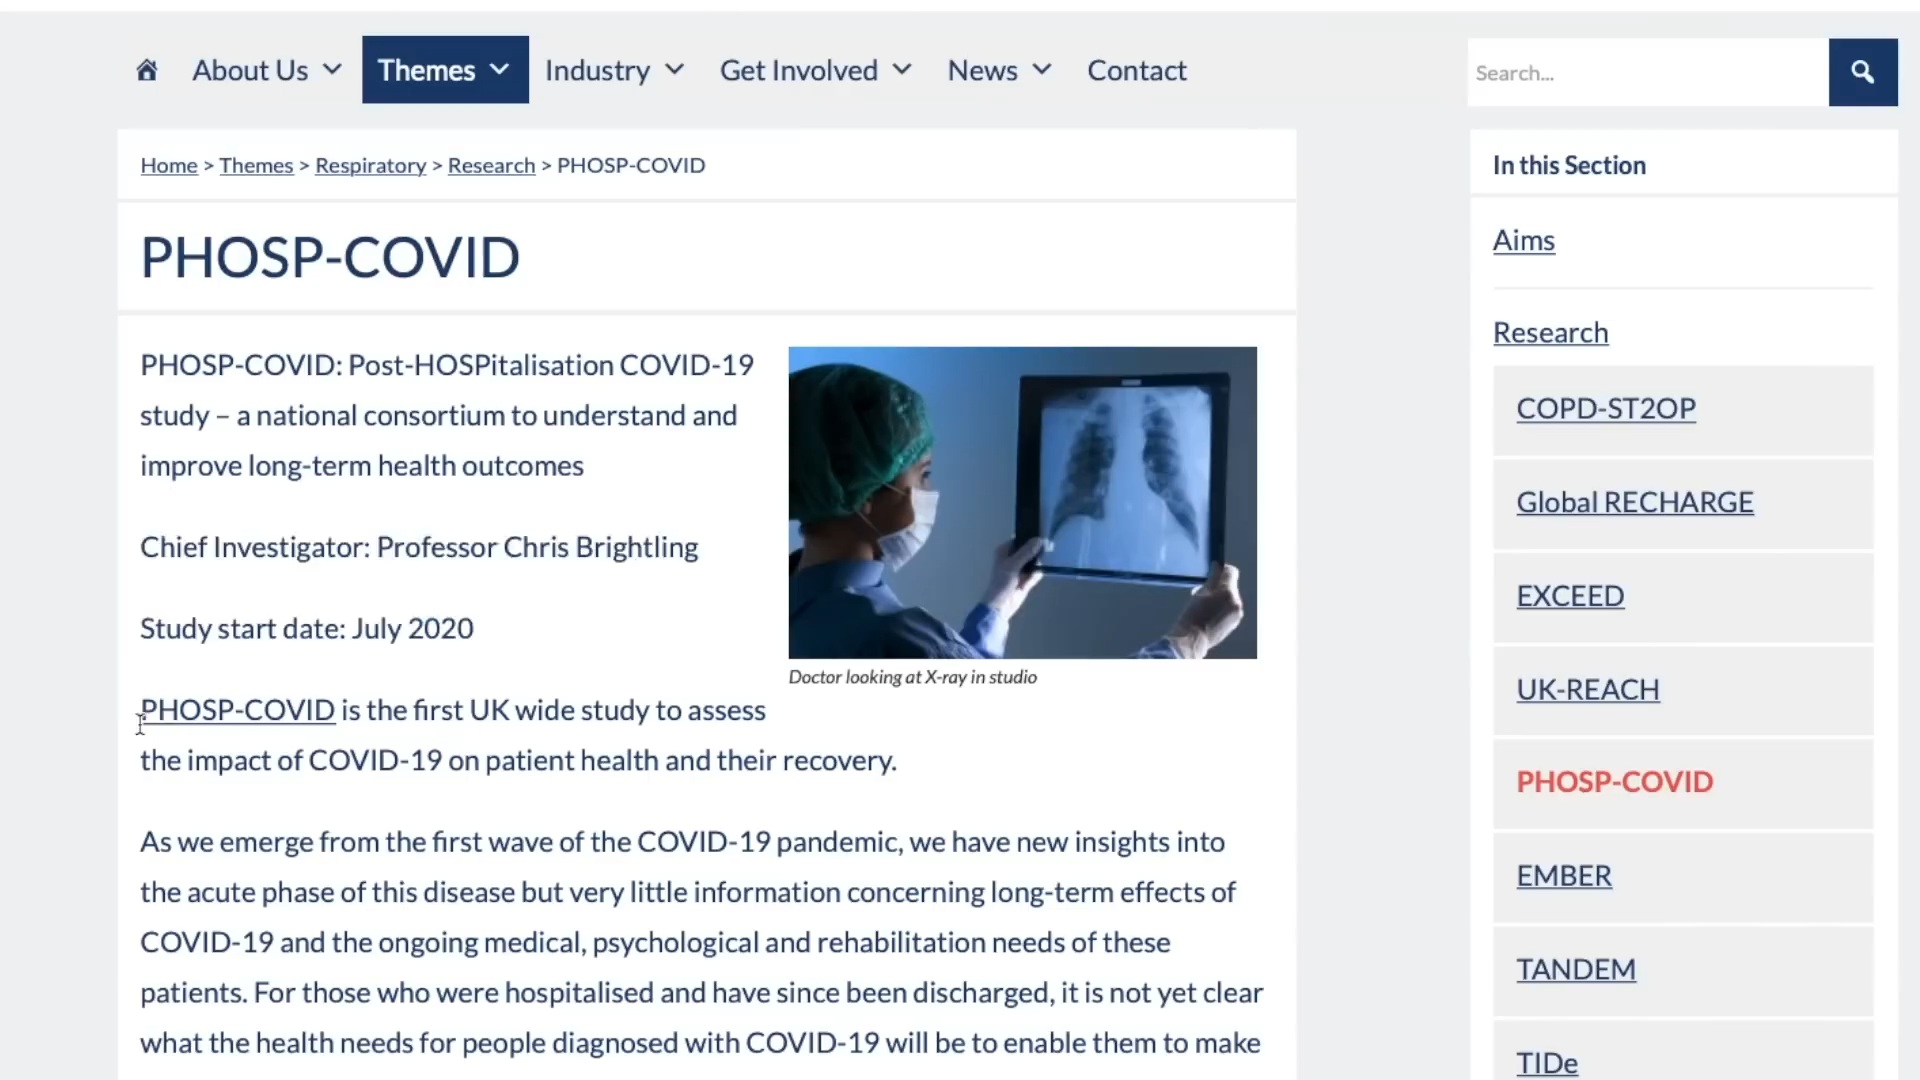 About Us
Themes
Industry
Get Involved
News
Contact
Search...
Home > Themes > Respiratory > Research > PHOSP-COVID
PHOSP-COVID
PHOSP-COVID: Post-HOSPitalisation COVID-19
study – a national consortium to understand and
improve long-term health outcomes
Chief Investigator: Professor Chris Brightling
Study start date: July 2020
Doctor looking at X-ray in studio
PHOSP-COVID is the first UK wide study to assess
the impact of COVID-19 on patient health and their recovery.
As we emerge from the first wave of the COVID-19 pandemic, we have new insights into
the acute phase of this disease but very little information concerning long-term effects of
COVID-19 and the ongoing medical, psychological and rehabilitation needs of these
patients. For those who were hospitalised and have since been discharged, it is not yet clear
what the health needs for people diagnosed with COVID-19 will be to enable them to make
In this Section
Aims
Research
COPD-ST2OP
Global RECHARGE
EXCEED
UK-REACH
PHOSP-COVID
EMBER
TANDEM
TIDe